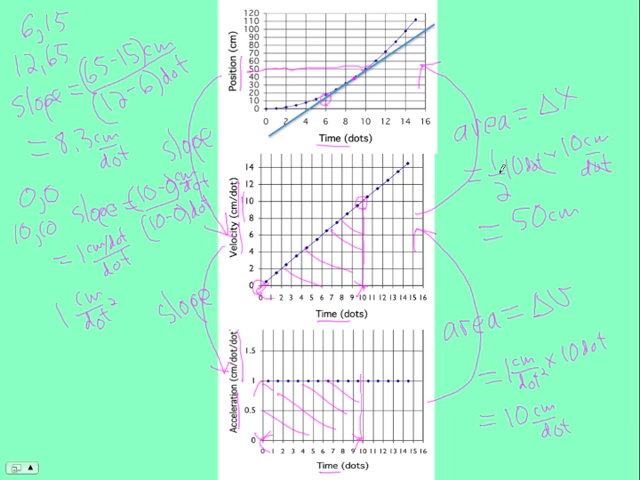 6,15
12,65
slope = (65-15)cm / (12-6)dot
= 8.3 cm/dot
slope
0,0
10,10
slope = (10-0)cm/dot / (10-0)dot
= 1 cm/dot/dot
1 cm/dot²
slope
Position (cm)
120
110
100
90
80
70
60
50
40
30
20
10
0
0 2 4 6 8 10 12 14 16
Time (dots)
Velocity (cm/dot)
14
12
10
8
6
4
2
0
0 1 2 3 4 5 6 7 8 9 10 11 12 13 14 15 16
Time (dots)
Acceleration (cm/dot/dot)
1.5
1
0.5
0
0 1 2 3 4 5 6 7 8 9 10 11 12 13 14 15 16
Time (dots)
area = ΔX
= 1/2 10dot × 10 cm/dot
= 50cm
area = ΔV
= 1 cm/dot² × 10dot
= 10 cm/dot